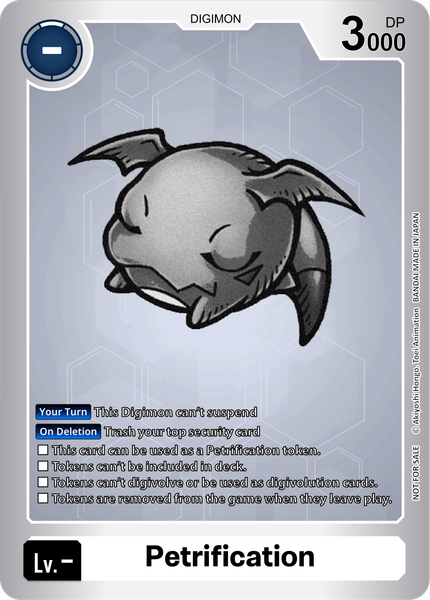 DIGIMON
-
DP
3000
Your Turn This Digimon can't suspend
On Deletion Trash your top security card
This card can be used as a Petrification token.
Tokens can't be included in deck.
Tokens can't digivolve or be used as digivolution cards.
Tokens are removed from the game when they leave play.
NOT FOR SALE © Akiyoshi Hongo, Toei Animation BANDAI MADE IN JAPAN
Lv.-
Petrification